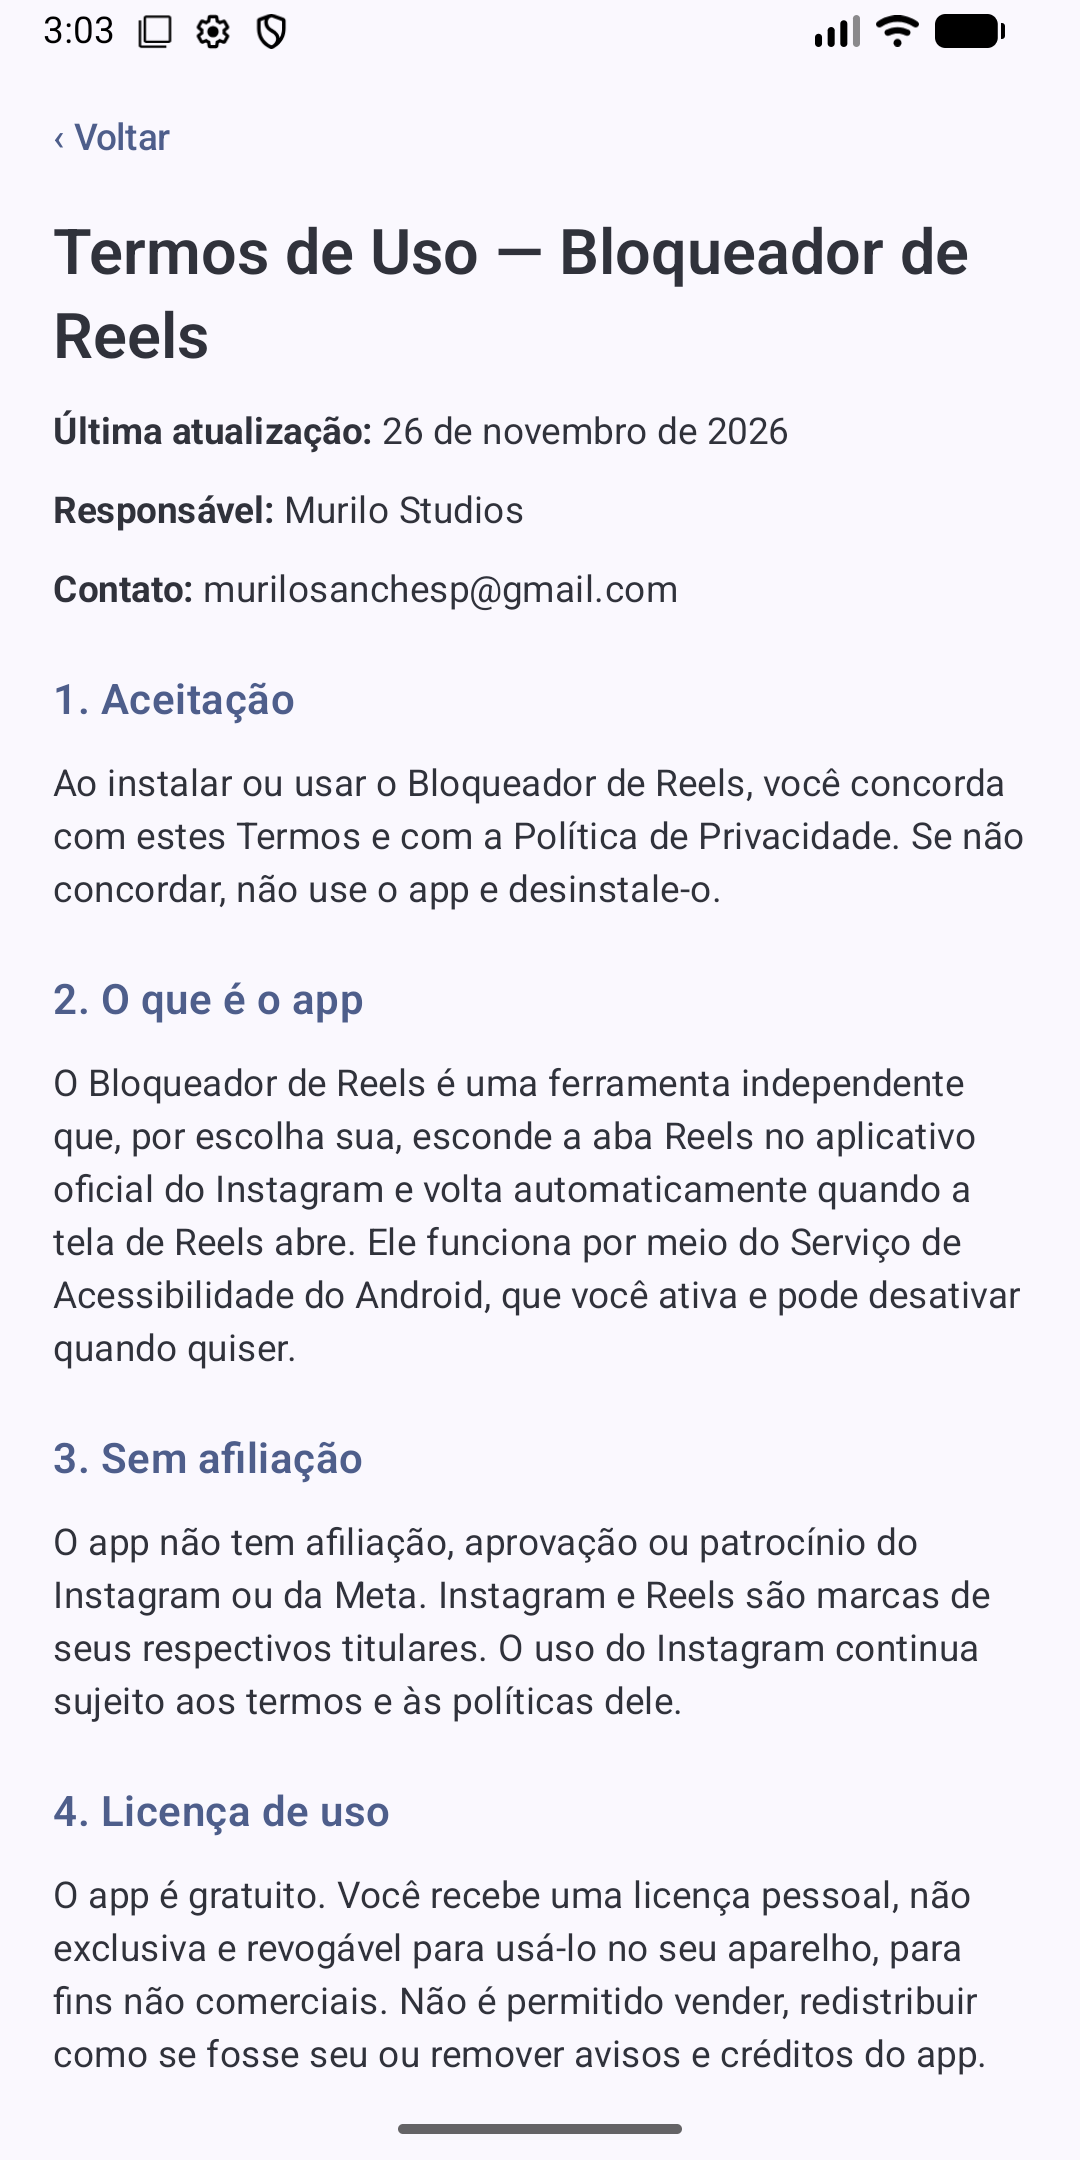 3:03
‹ Voltar
Termos de Uso — Bloqueador de
Reels
Última atualização: 26 de novembro de 2026
Responsável: Murilo Studios
Contato: murilosanchesp@gmail.com
1. Aceitação
Ao instalar ou usar o Bloqueador de Reels, você concorda
com estes Termos e com a Política de Privacidade. Se não
concordar, não use o app e desinstale-o.
2. O que é o app
O Bloqueador de Reels é uma ferramenta independente
que, por escolha sua, esconde a aba Reels no aplicativo
oficial do Instagram e volta automaticamente quando a
tela de Reels abre. Ele funciona por meio do Serviço de
Acessibilidade do Android, que você ativa e pode desativar
quando quiser.
3. Sem afiliação
O app não tem afiliação, aprovação ou patrocínio do
Instagram ou da Meta. Instagram e Reels são marcas de
seus respectivos titulares. O uso do Instagram continua
sujeito aos termos e às políticas dele.
4. Licença de uso
O app é gratuito. Você recebe uma licença pessoal, não
exclusiva e revogável para usá-lo no seu aparelho, para
fins não comerciais. Não é permitido vender, redistribuir
como se fosse seu ou remover avisos e créditos do app.